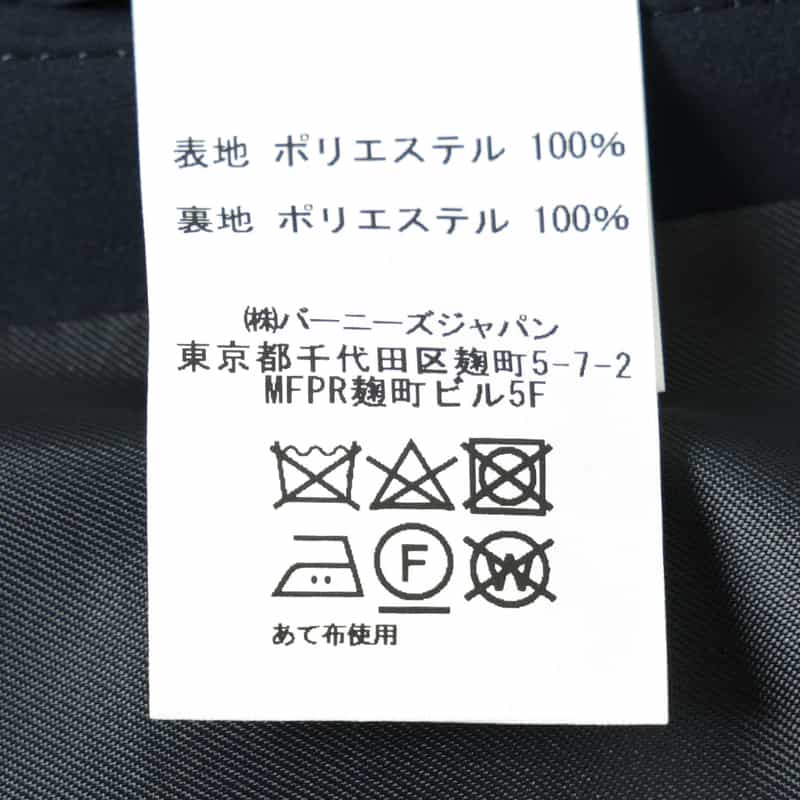 表地 ポリエステル 100%
裏地 ポリエステル 100%
㈱バーニーズジャパン
東京都千代田区麹町5-7-2
MFPR麹町ビル5F
F W
あて布使用